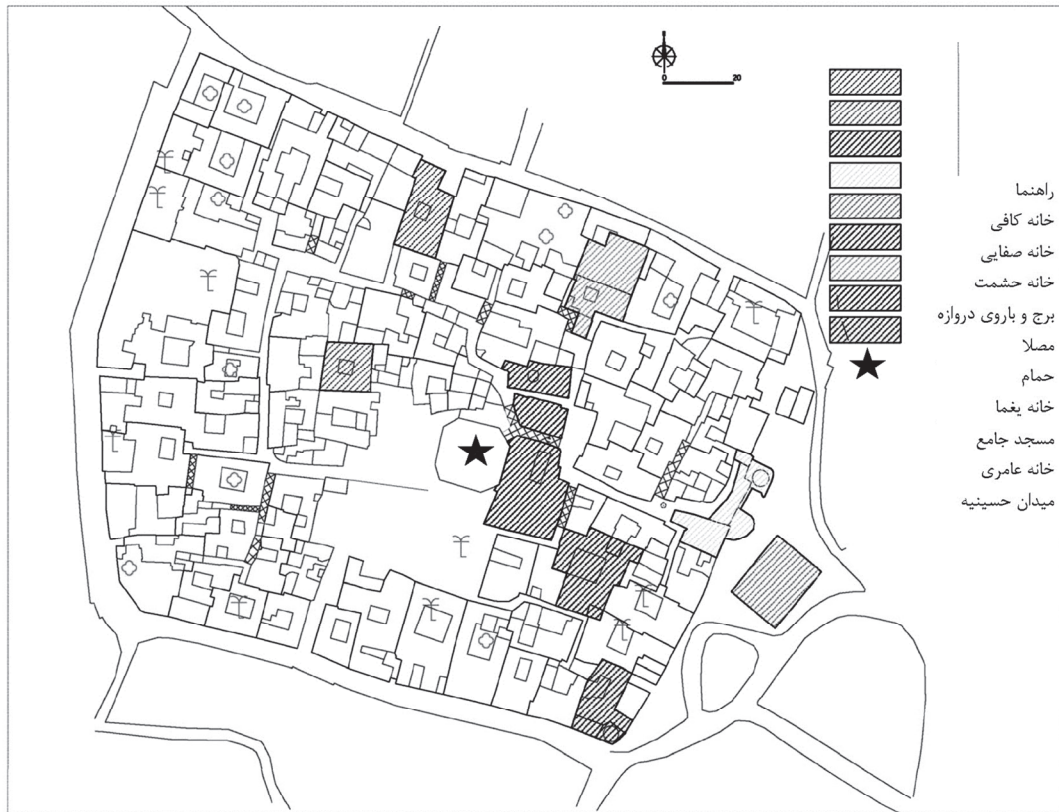 0 20
راهنما
خانه کافی
خانه صفایی
خانه حشمت
برج و باروی دروازه
مصلا
حمام
خانه یغما
مسجد جامع
خانه عامری
میدان حسینیه